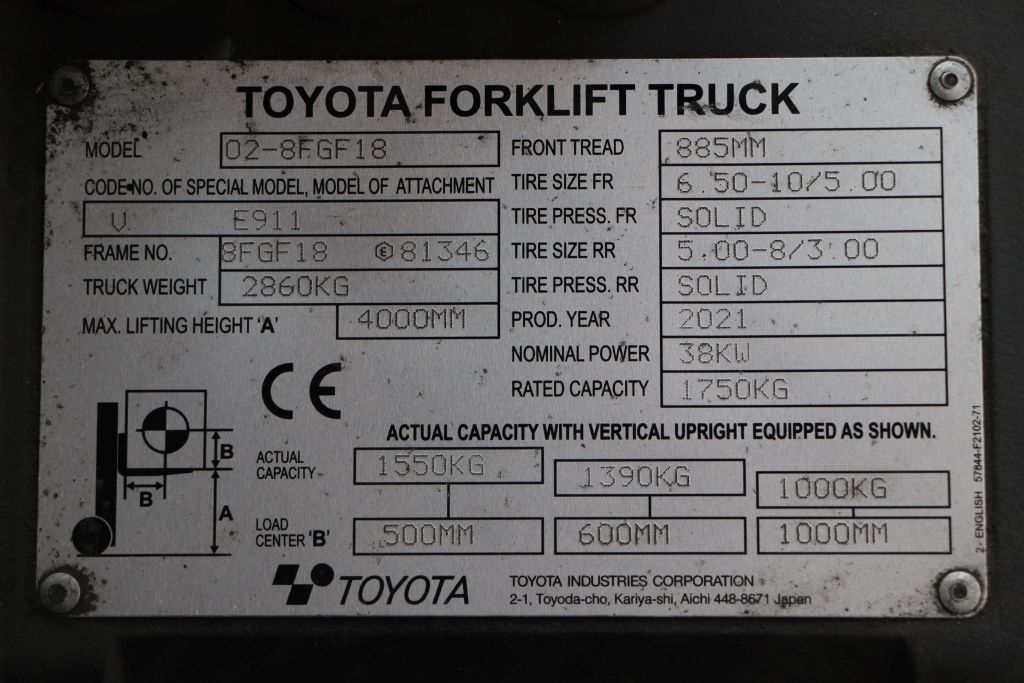 TOYOTA FORKLIFT TRUCK
MODEL 02-8FGF18
CODE NO. OF SPECIAL MODEL, MODEL OF ATTACHMENT
V E911
FRAME NO. 8FGF18 Ⓔ81346
TRUCK WEIGHT 2860KG
MAX. LIFTING HEIGHT 'A' 4000MM
FRONT TREAD 885MM
TIRE SIZE FR 6.50-10/5.00
TIRE PRESS. FR SOLID
TIRE SIZE RR 5.00-8/3.00
TIRE PRESS. RR SOLID
PROD. YEAR 2021
NOMINAL POWER 38KW
RATED CAPACITY 1750KG
CE
B
B
A
ACTUAL CAPACITY WITH VERTICAL UPRIGHT EQUIPPED AS SHOWN.
ACTUAL
CAPACITY 1550KG 1390KG 1000KG
LOAD
CENTER 'B' 500MM 600MM 1000MM
TOYOTA
TOYOTA INDUSTRIES CORPORATION
2-1, Toyoda-cho, Kariya-shi, Aichi 448-8671 Japan
2- ENGLISH 57844-F2102-71